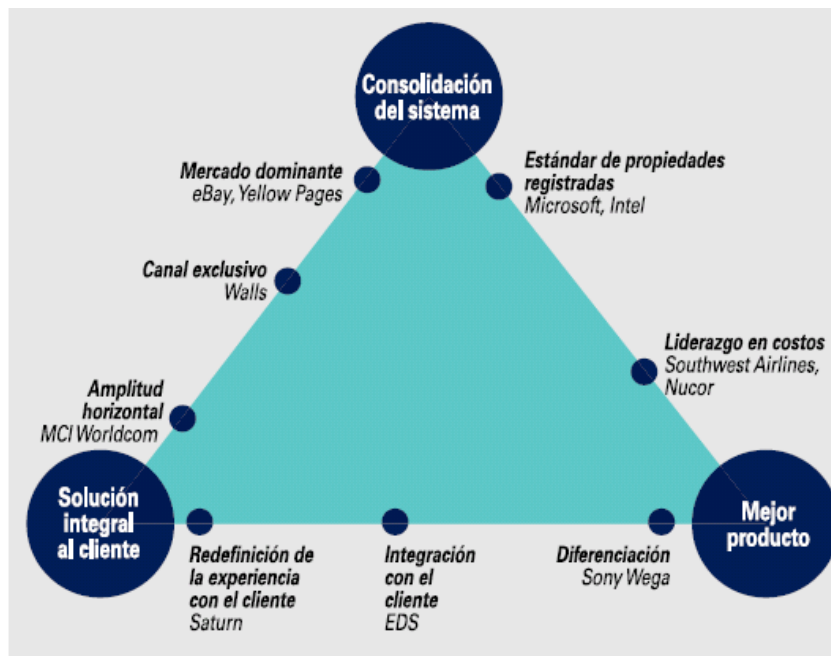 Consolidación
del sistema
Mercado dominante
eBay, Yellow Pages
Estándar de propiedades
registradas
Microsoft, Intel
Canal exclusivo
Walls
Liderazgo en costos
Southwest Airlines,
Nucor
Amplitud
horizontal
MCI Worldcom
Solución
integral
al cliente
Mejor
producto
Redefinición de
la experiencia
con el cliente
Saturn
Integración
con el
cliente
EDS
Diferenciación
Sony Wega